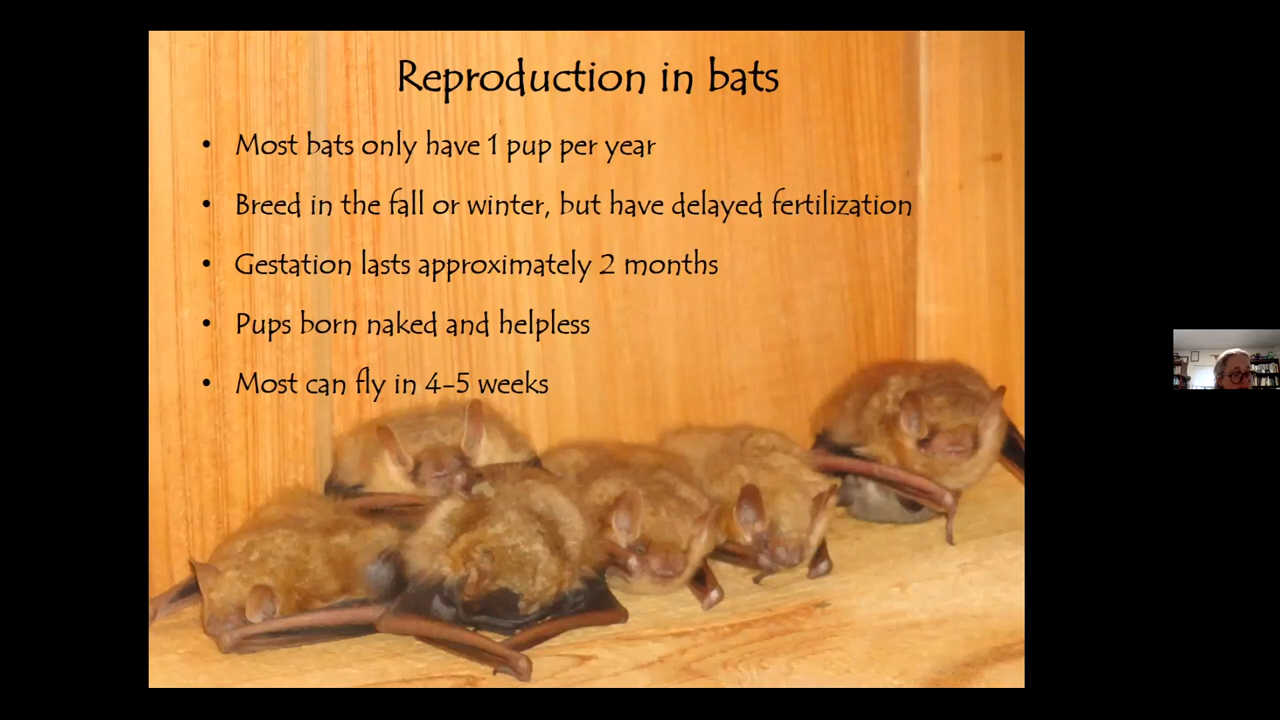 Reproduction in bats
• Most bats only have 1 pup per year
• Breed in the fall or winter, but have delayed fertilization
• Gestation lasts approximately 2 months
• Pups born naked and helpless
• Most can fly in 4-5 weeks